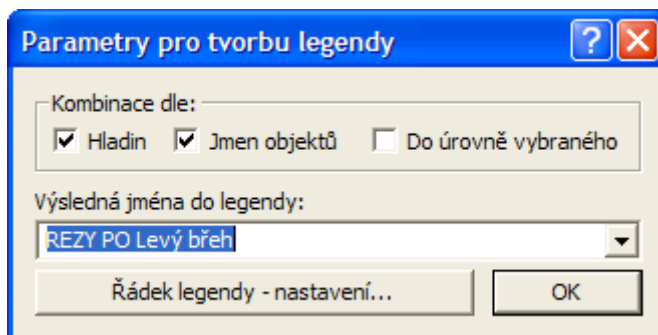 Parametry pro tvorbu legendy
Kombinace dle:
Hladin Jmen objektů Do úrovně vybraného
Výsledná jména do legendy:
REZY PO Levý břeh
Řádek legendy - nastavení... OK